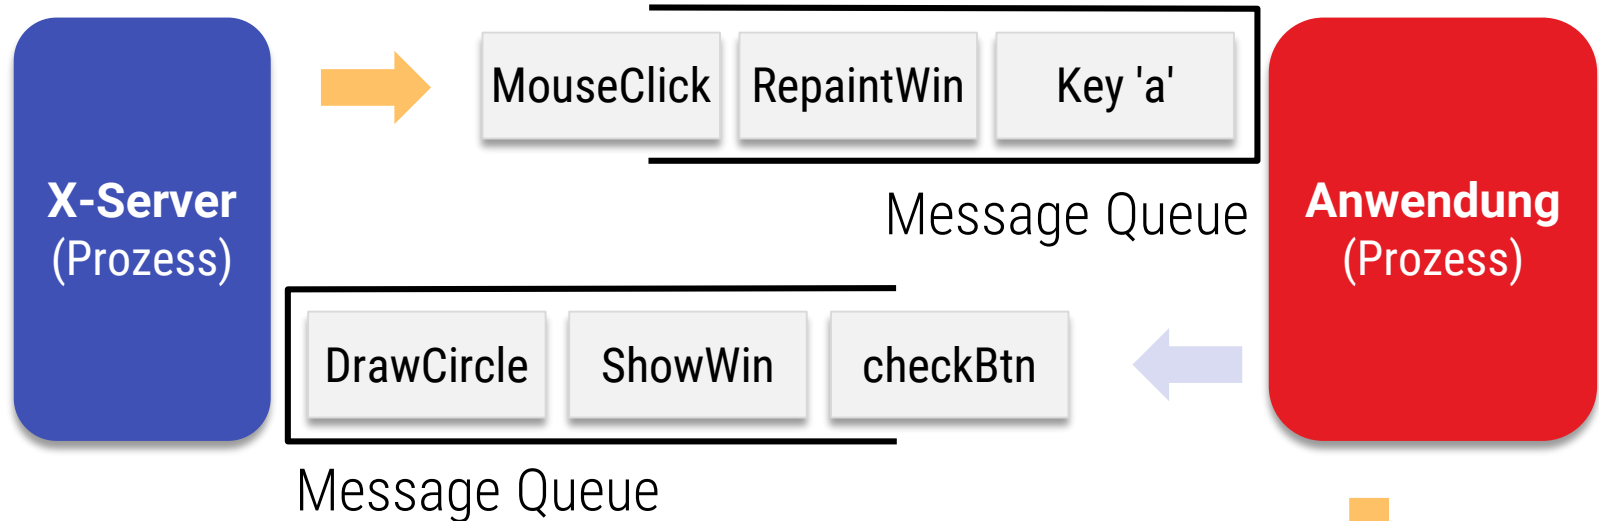 X-Server
(Prozess)
MouseClick
RepaintWin
Key 'a'
Message Queue
Anwendung
(Prozess)
DrawCircle
ShowWin
checkBtn
Message Queue